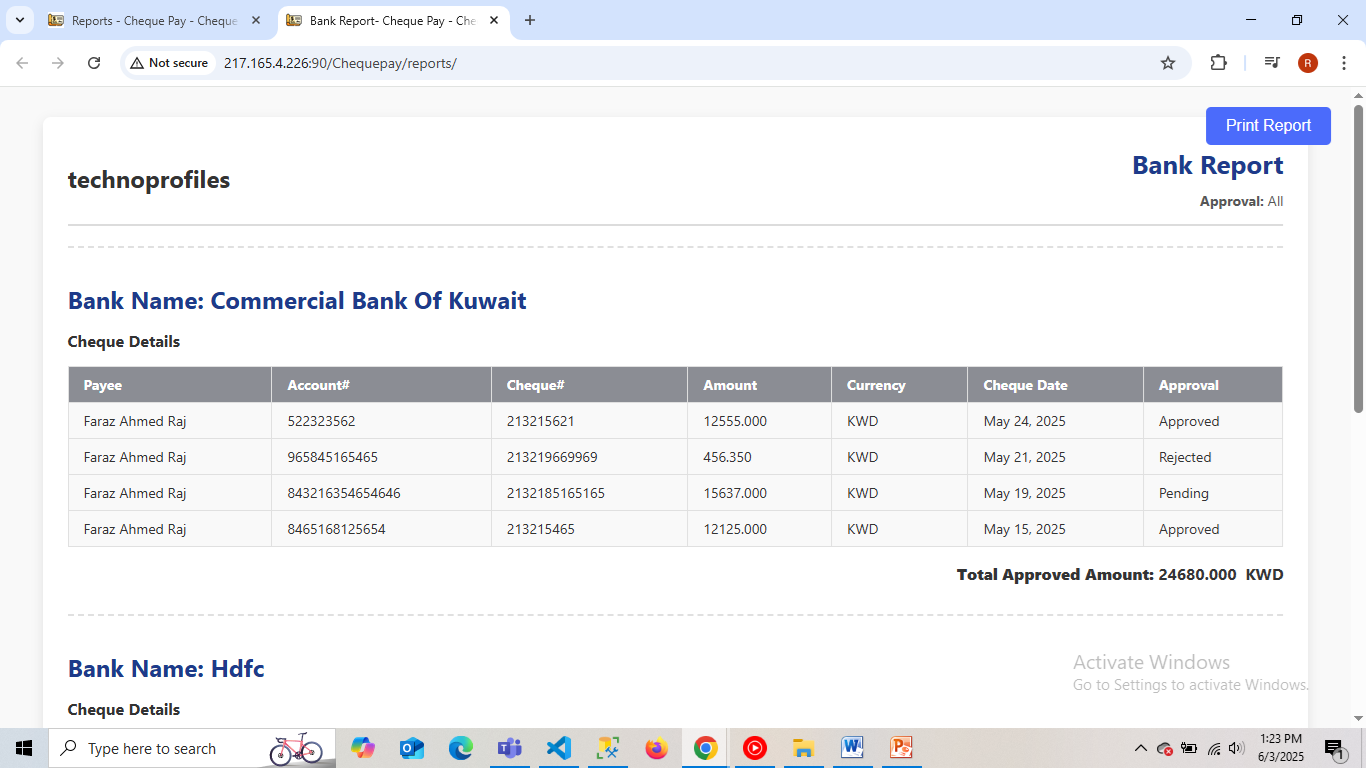 Reports - Cheque Pay - Cheque
Bank Report- Cheque Pay - Che
Not secure 217.165.4.226:90/Chequepay/reports/
R
Print Report
technoprofiles
Bank Report
Approval: All
Bank Name: Commercial Bank Of Kuwait
Cheque Details
Payee Account# Cheque# Amount Currency Cheque Date Approval
Faraz Ahmed Raj 522323562 213215621 12555.000 KWD May 24, 2025 Approved
Faraz Ahmed Raj 965845165465 213219669969 456.350 KWD May 21, 2025 Rejected
Faraz Ahmed Raj 843216354654646 2132185165165 15637.000 KWD May 19, 2025 Pending
Faraz Ahmed Raj 8465168125654 213215465 12125.000 KWD May 15, 2025 Approved
Total Approved Amount: 24680.000 KWD
Bank Name: Hdfc
Cheque Details
Activate Windows
Go to Settings to activate Windows.
Type here to search
1:23 PM
6/3/2025
1